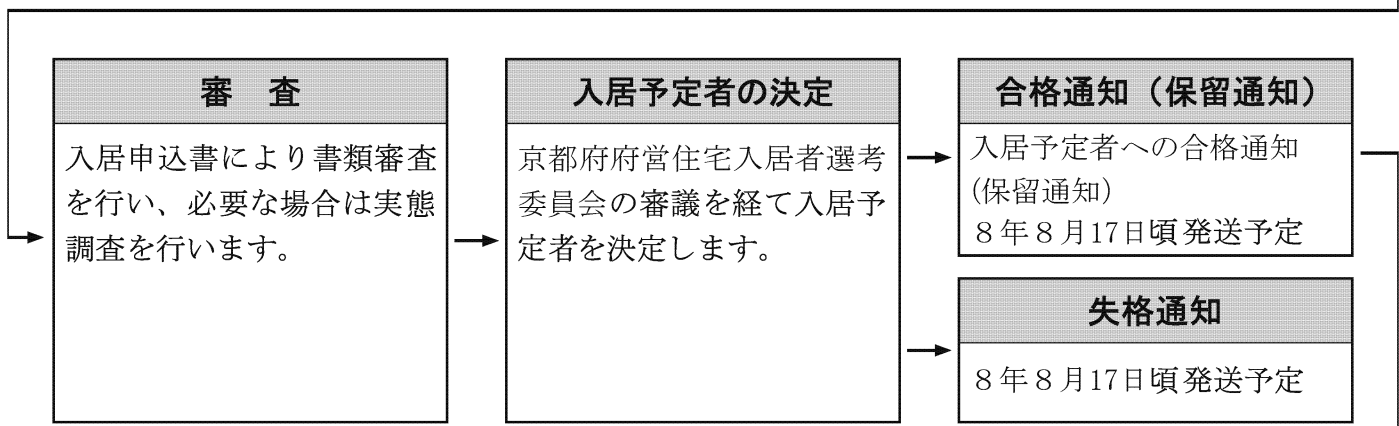 審　査
入居申込書により書類審査
を行い、必要な場合は実態
調査を行います。
入居予定者の決定
京都府府営住宅入居者選考
委員会の審議を経て入居予
定者を決定します。
合格通知（保留通知）
入居予定者への合格通知
(保留通知)
８年８月17日頃発送予定
失格通知
８年８月17日頃発送予定